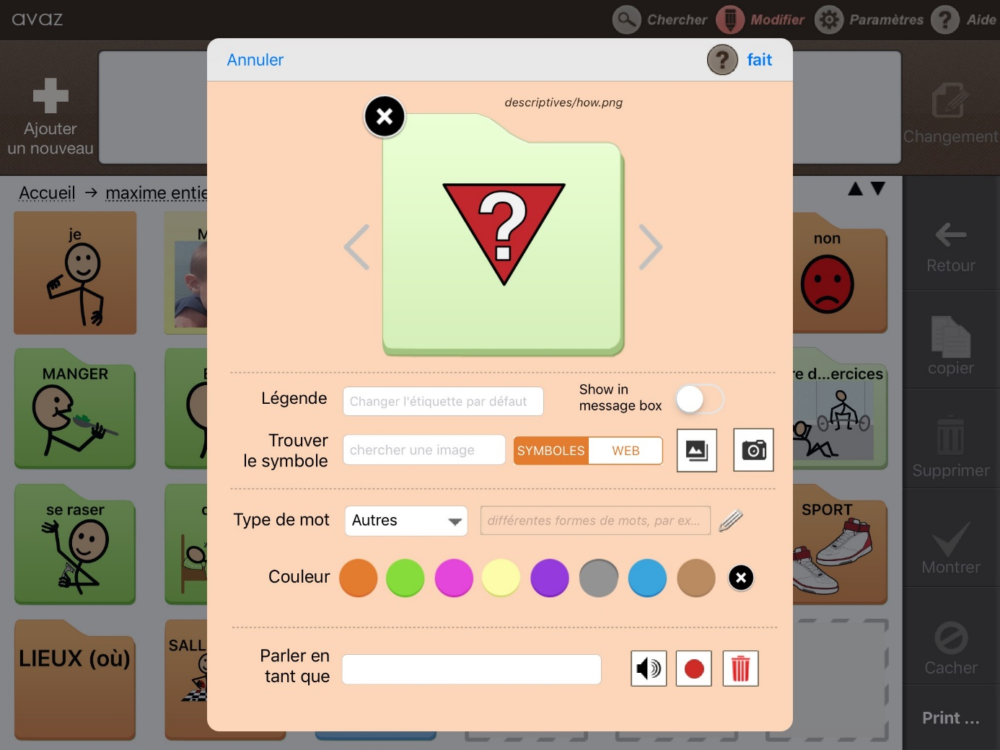 avaz
Chercher
Modifier
Paramètres
Aide
Annuler
fait
Ajouter
un nouveau
Changement
descriptives/how.png
Accueil → maxime entie
je
M
non
Retour
MANGER
re d...ercices
copier
Légende
Changer l'étiquette par défaut
Show in
message box
Trouver
le symbole
chercher une image
SYMBOLES
WEB
Supprimer
se raser
Type de mot
Autres
différentes formes de mots, par ex...
SPORT
Montrer
Couleur
LIEUX (où)
SALL
Parler en
tant que
Cacher
Print ...